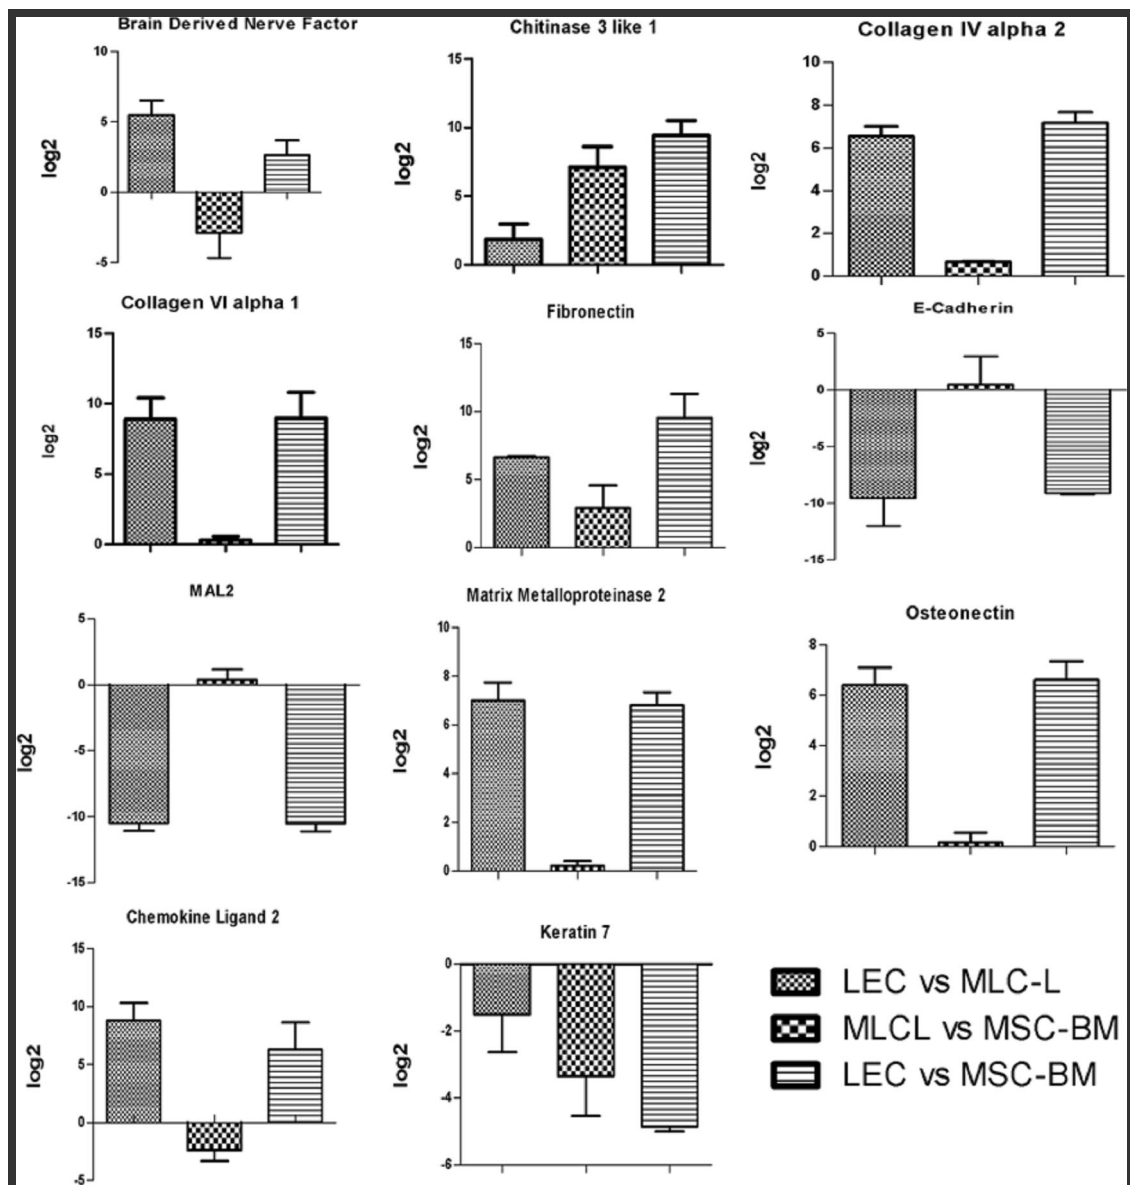 Brain Derived Nerve Factor
log2
10
5
0
-5
Chitinase 3 like 1
log2
15
10
5
0
Collagen IV alpha 2
log2
10
8
6
4
2
0
Collagen VI alpha 1
log2
15
10
5
0
Fibronectin
log2
15
10
5
0
E-Cadherin
log2
5
0
-5
-10
-15
MAL2
log2
5
0
-5
-10
-15
Matrix Metalloproteinase 2
log2
10
8
6
4
2
0
Osteonectin
log2
8
6
4
2
0
Chemokine Ligand 2
log2
15
10
5
0
-5
Keratin 7
log2
0
-2
-4
-6
LEC vs MLC-L
MLCL vs MSC-BM
LEC vs MSC-BM